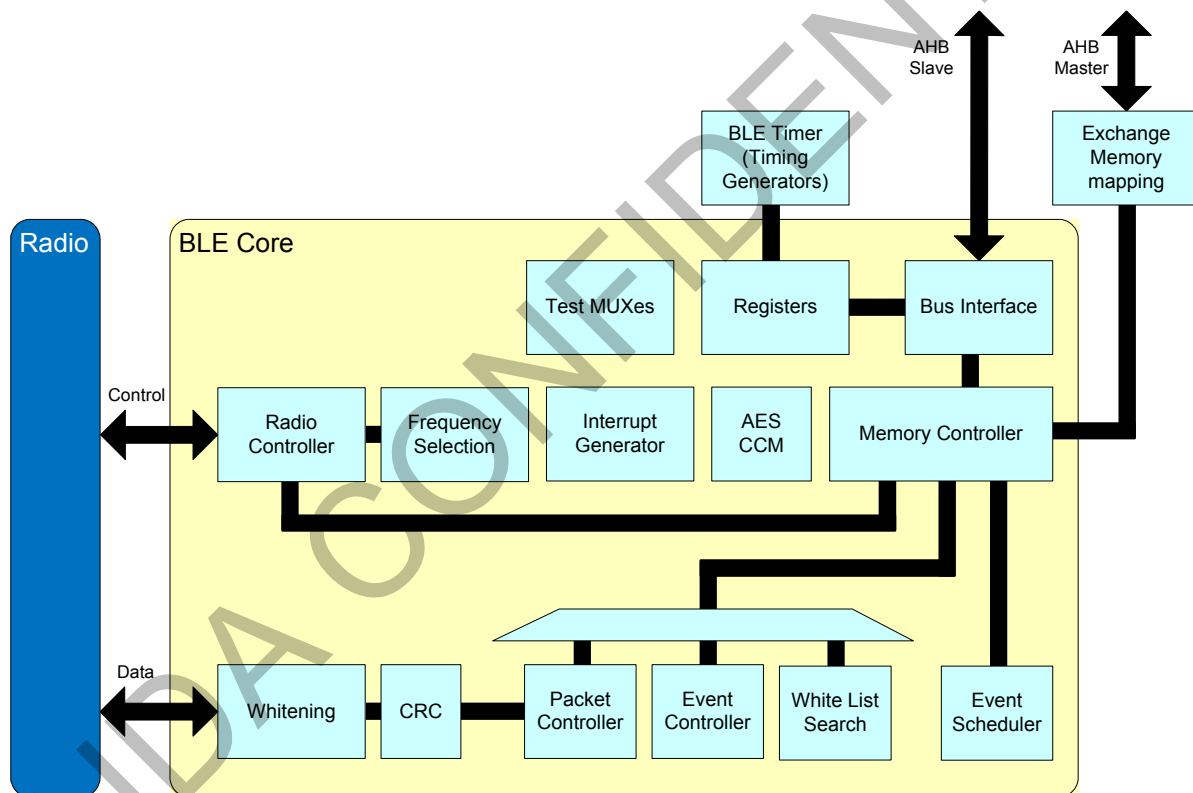 AHB
Slave
AHB
Master
BLE Timer
(Timing
Generators)
Exchange
Memory
mapping
Radio
BLE Core
Test MUXes
Registers
Bus Interface
Control
Radio
Controller
Frequency
Selection
Interrupt
Generator
AES
CCM
Memory Controller
Data
Whitening
CRC
Packet
Controller
Event
Controller
White List
Search
Event
Scheduler
IDA CONFIDEN